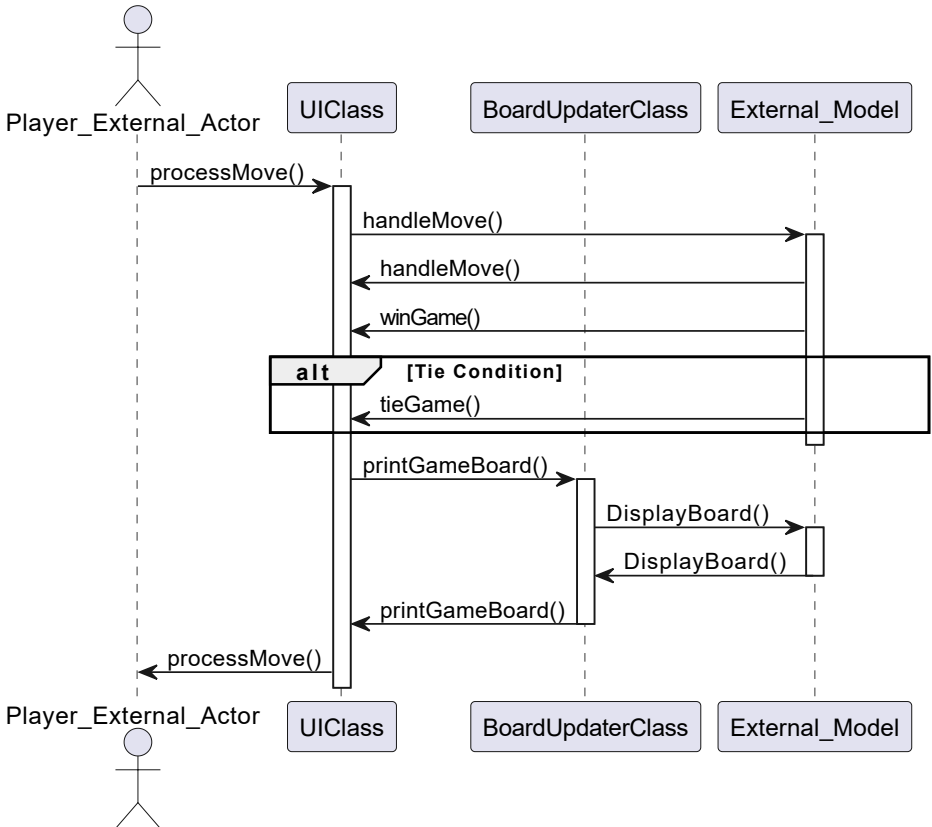 Player_External_Actor
UIClass
BoardUpdaterClass
External_Model
processMove()
handleMove()
handleMove()
winGame()
alt
[Tie Condition]
tieGame()
printGameBoard()
DisplayBoard()
DisplayBoard()
printGameBoard()
processMove()
Player_External_Actor
UIClass
BoardUpdaterClass
External_Model